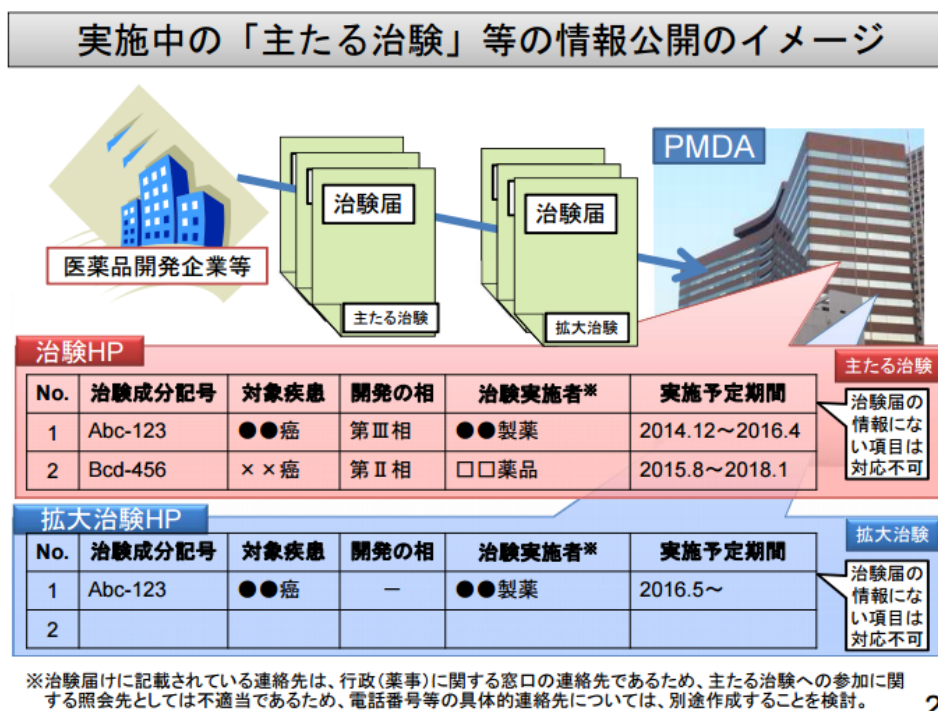 実施中の「主たる治験」等の情報公開のイメージ
PMDA
治験届
治験届
医薬品開発企業等
主たる治験
拡大治験
治験HP
主たる治験
No. 治験成分記号 対象疾患 開発の相 治験実施者※ 実施予定期間
1 Abc-123 ●●癌 第Ⅲ相 ●●製薬 2014.12～2016.4
2 Bcd-456 ××癌 第Ⅱ相 □□薬品 2015.8～2018.1
治験届の
情報にな
い項目は
対応不可
拡大治験HP
拡大治験
No. 治験成分記号 対象疾患 開発の相 治験実施者※ 実施予定期間
1 Abc-123 ●●癌 － ●●製薬 2016.5～
2
治験届の
情報にな
い項目は
対応不可
※治験届けに記載されている連絡先は、行政(薬事)に関する窓口の連絡先であるため、主たる治験への参加に関
する照会先としては不適当であるため、電話番号等の具体的連絡先については、別途作成することを検討。
2